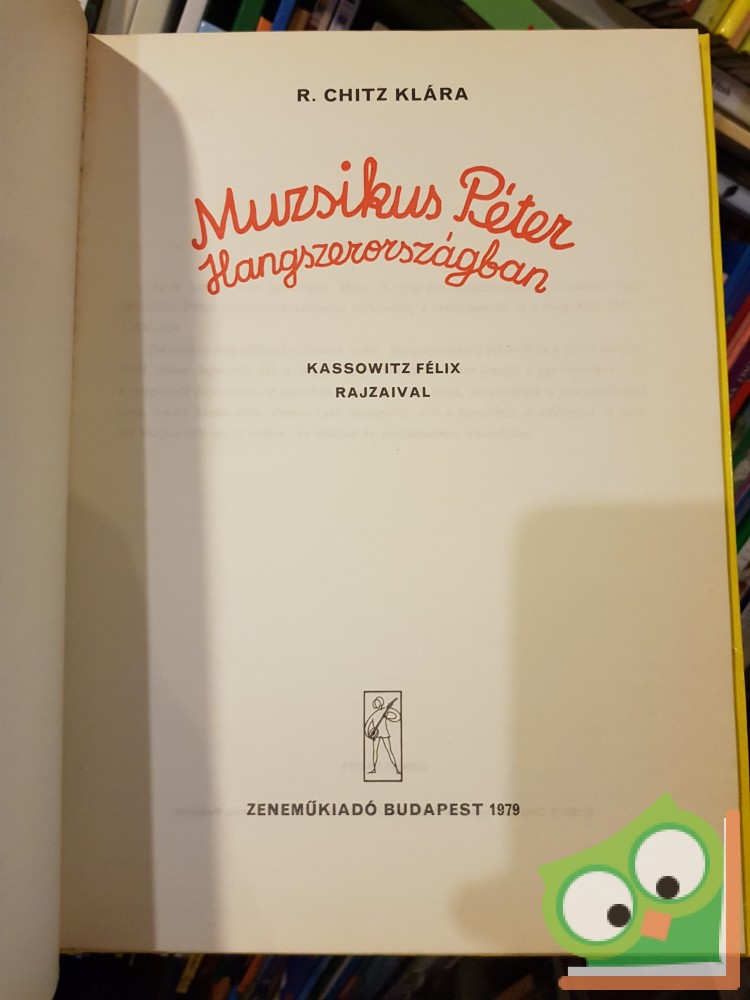 R. CHITZ KLÁRA
Muzsikus Péter
Hangszerországban
KASSOWITZ FÉLIX
RAJZAIVAL
ZENEMŰKIADÓ BUDAPEST 1979